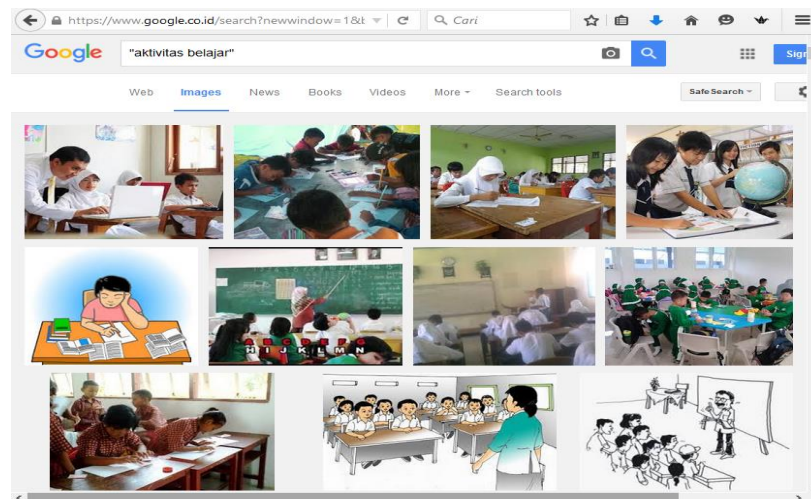 https://www.google.co.id/search?newwindow=1&t
Cari
Google
"aktivitas belajar"
Sign
Web Images News Books Videos More Search tools
SafeSearch
A B C D E F G
H I J K L M N